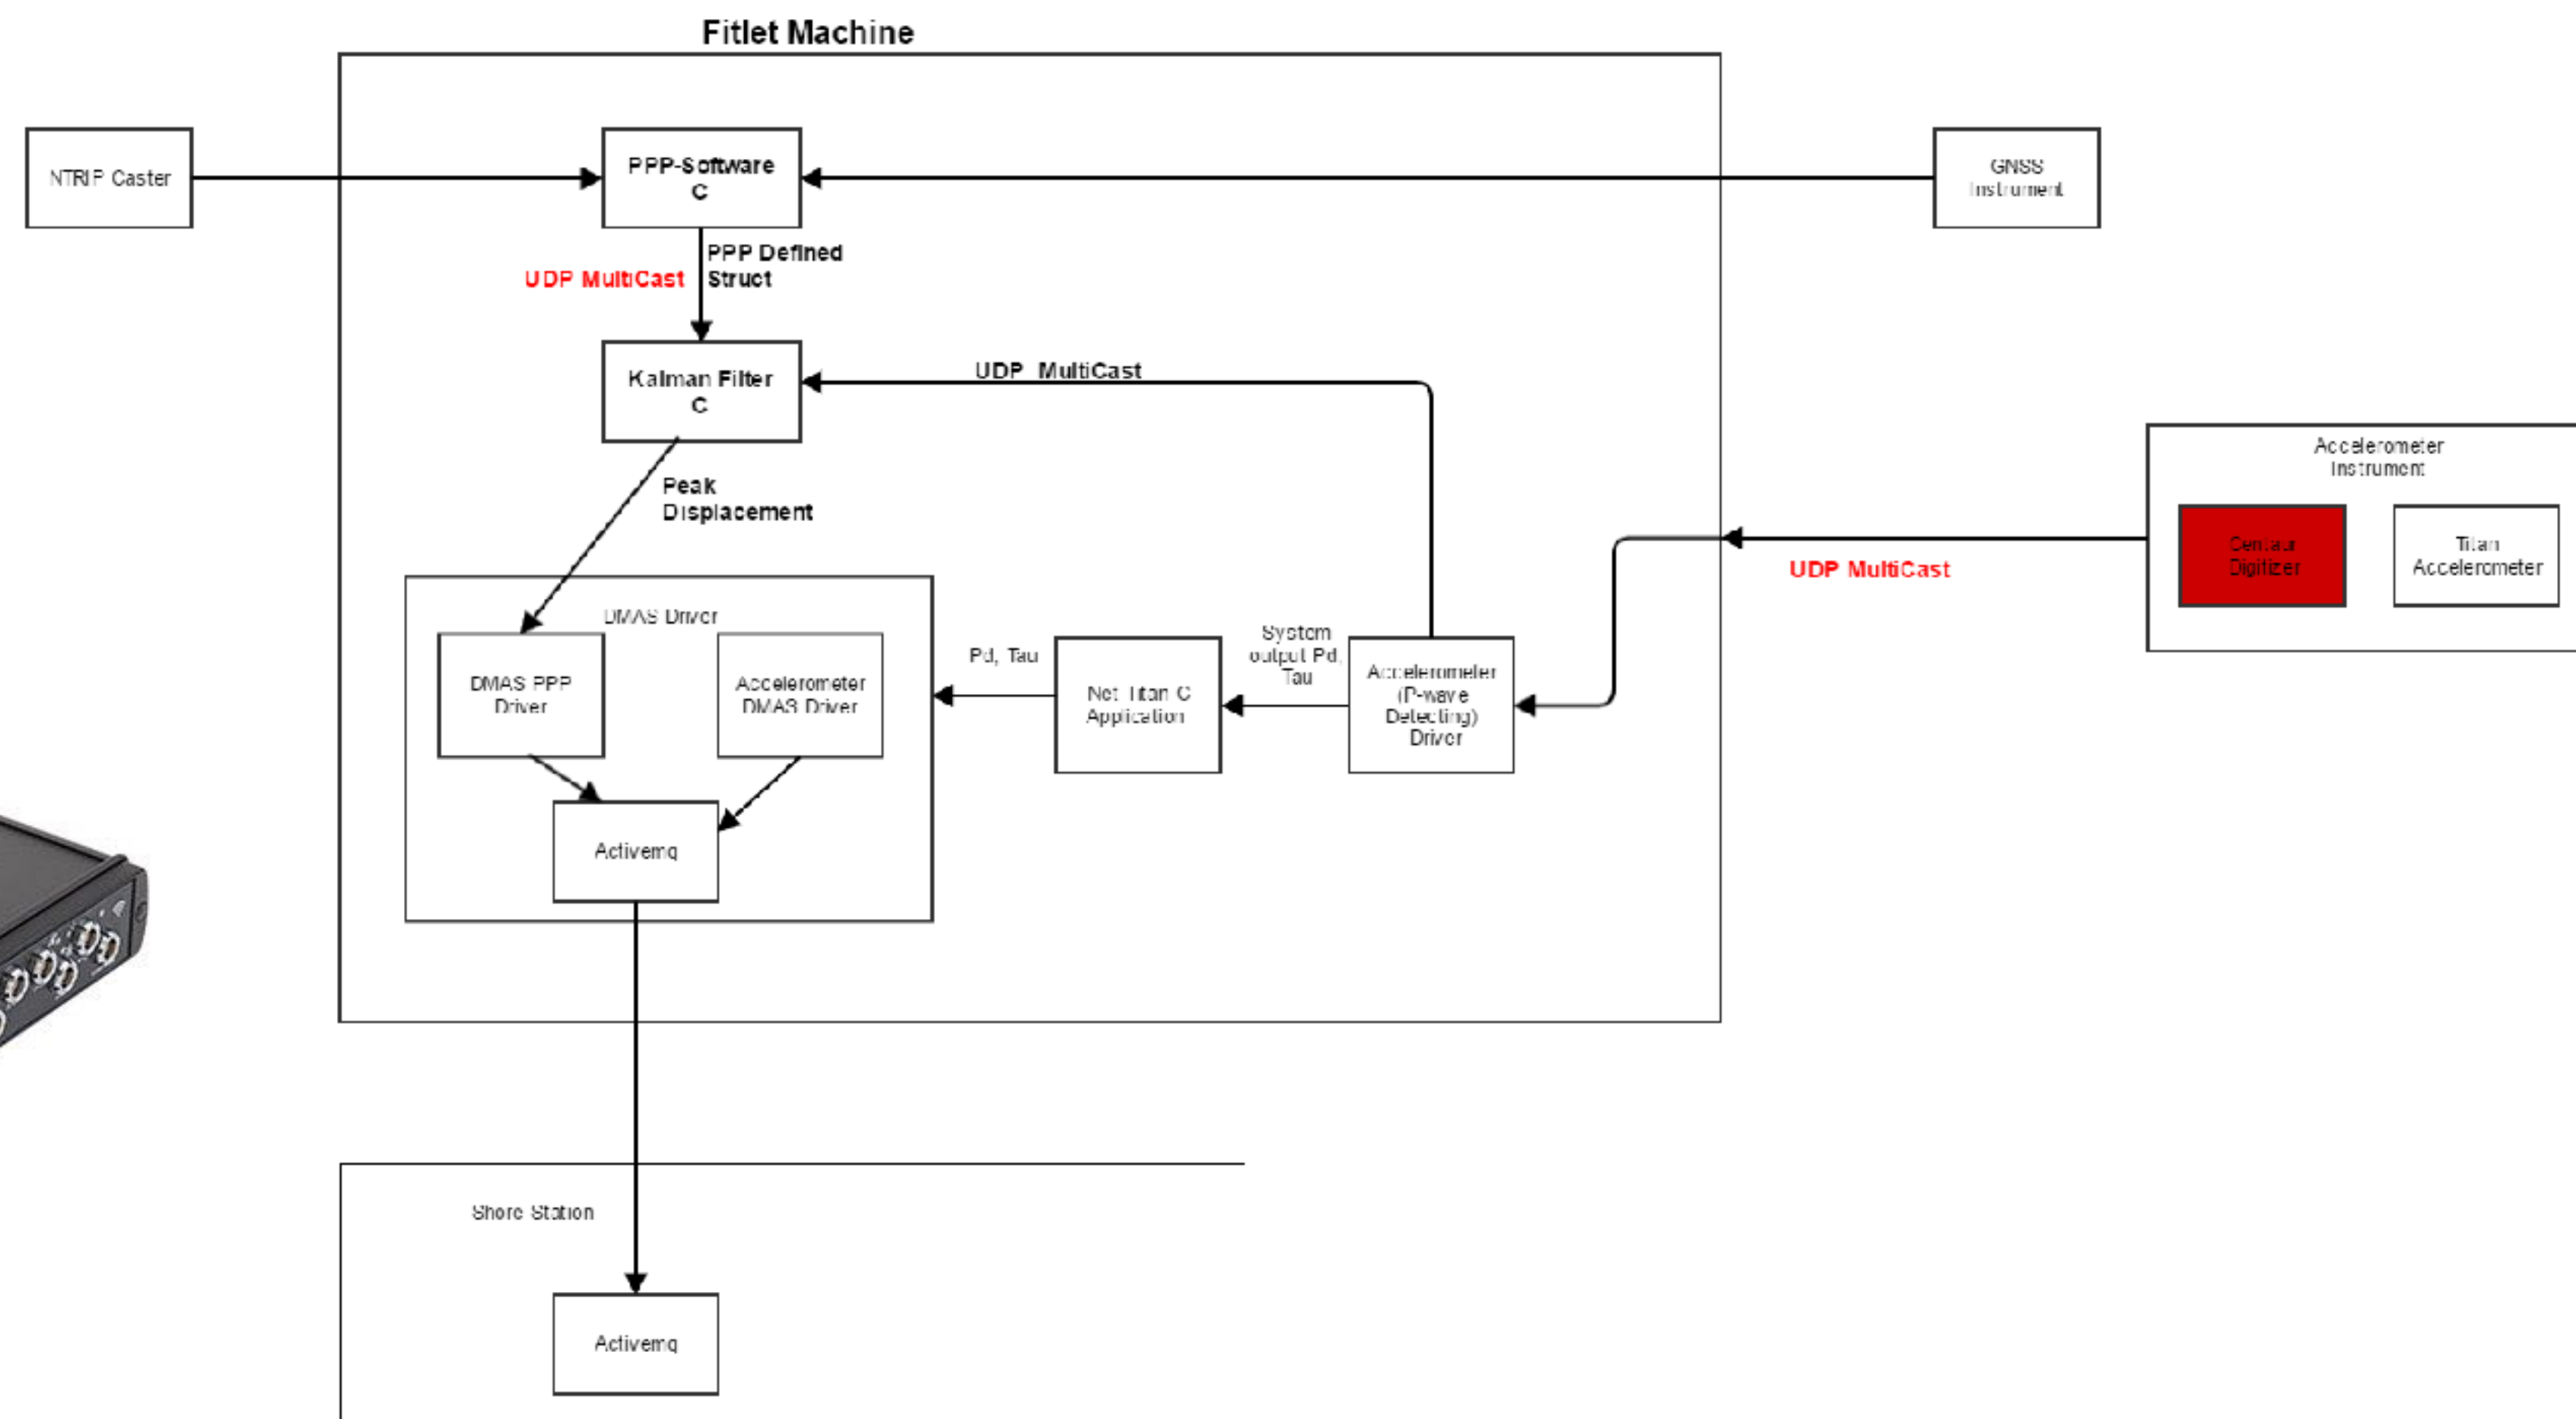 Fitlet Machine
NTRIP Caster
PPP-Software
C
GNSS
Instrument
UDP MultiCast
PPP Defined
Struct
Kalman Filter
C
UDP MultiCast
Peak
Displacement
Accelerometer
Instrument
Centaur
Digitizer
Titan
Accelerometer
UDP MultiCast
DMAS Driver
DMAS PPP
Driver
Accelerometer
DMAS Driver
Pd, Tau
Net Titan C
Application
System
output Pd,
Tau
Accelerometer
(P-wave
Detecting)
Driver
Activemq
Shore Station
Activemq